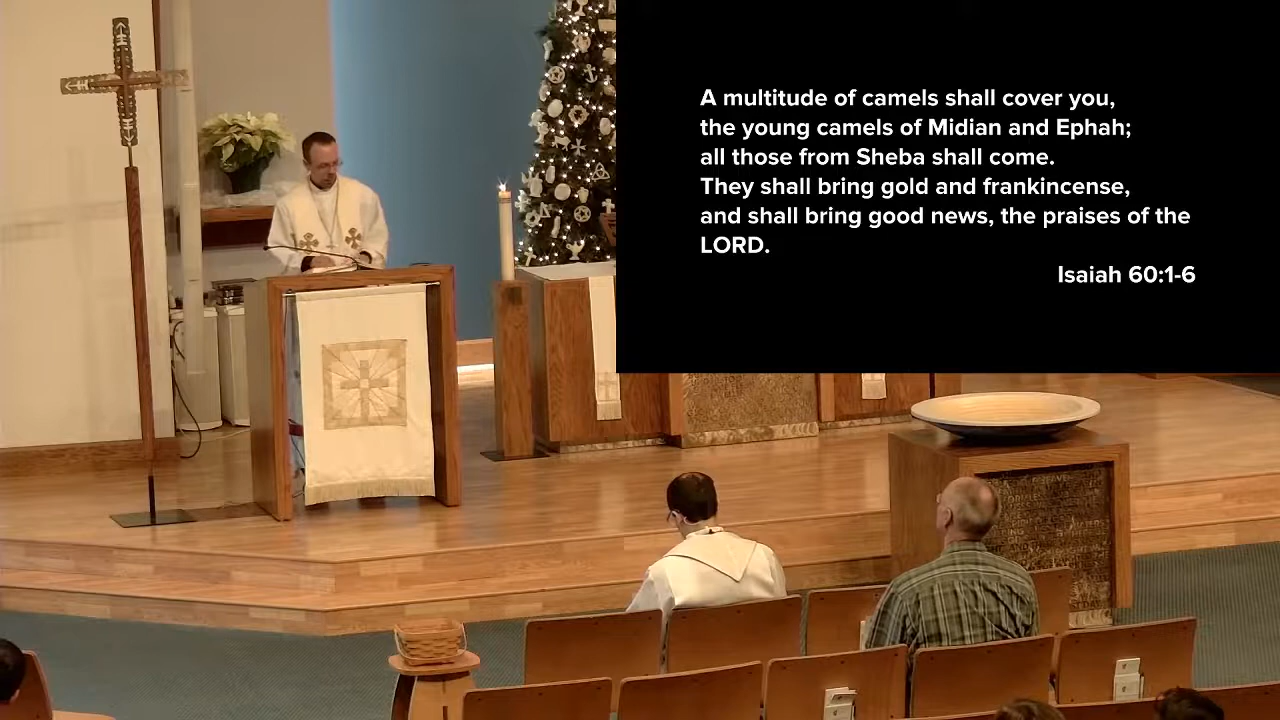 A multitude of camels shall cover you,
the young camels of Midian and Ephah;
all those from Sheba shall come.
They shall bring gold and frankincense,
and shall bring good news, the praises of the
LORD.
Isaiah 60:1-6